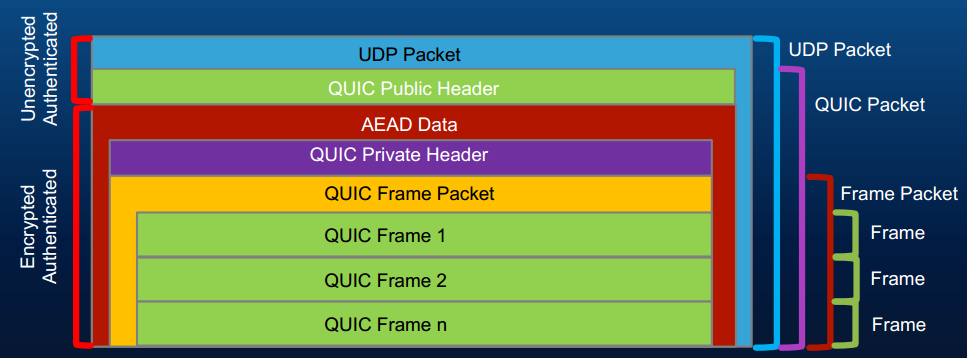 Unencrypted
Authenticated
UDP Packet
QUIC Public Header
AEAD Data
QUIC Private Header
QUIC Frame Packet
QUIC Frame 1
QUIC Frame 2
QUIC Frame n
Encrypted
Authenticated
UDP Packet
QUIC Packet
Frame Packet
Frame
Frame
Frame